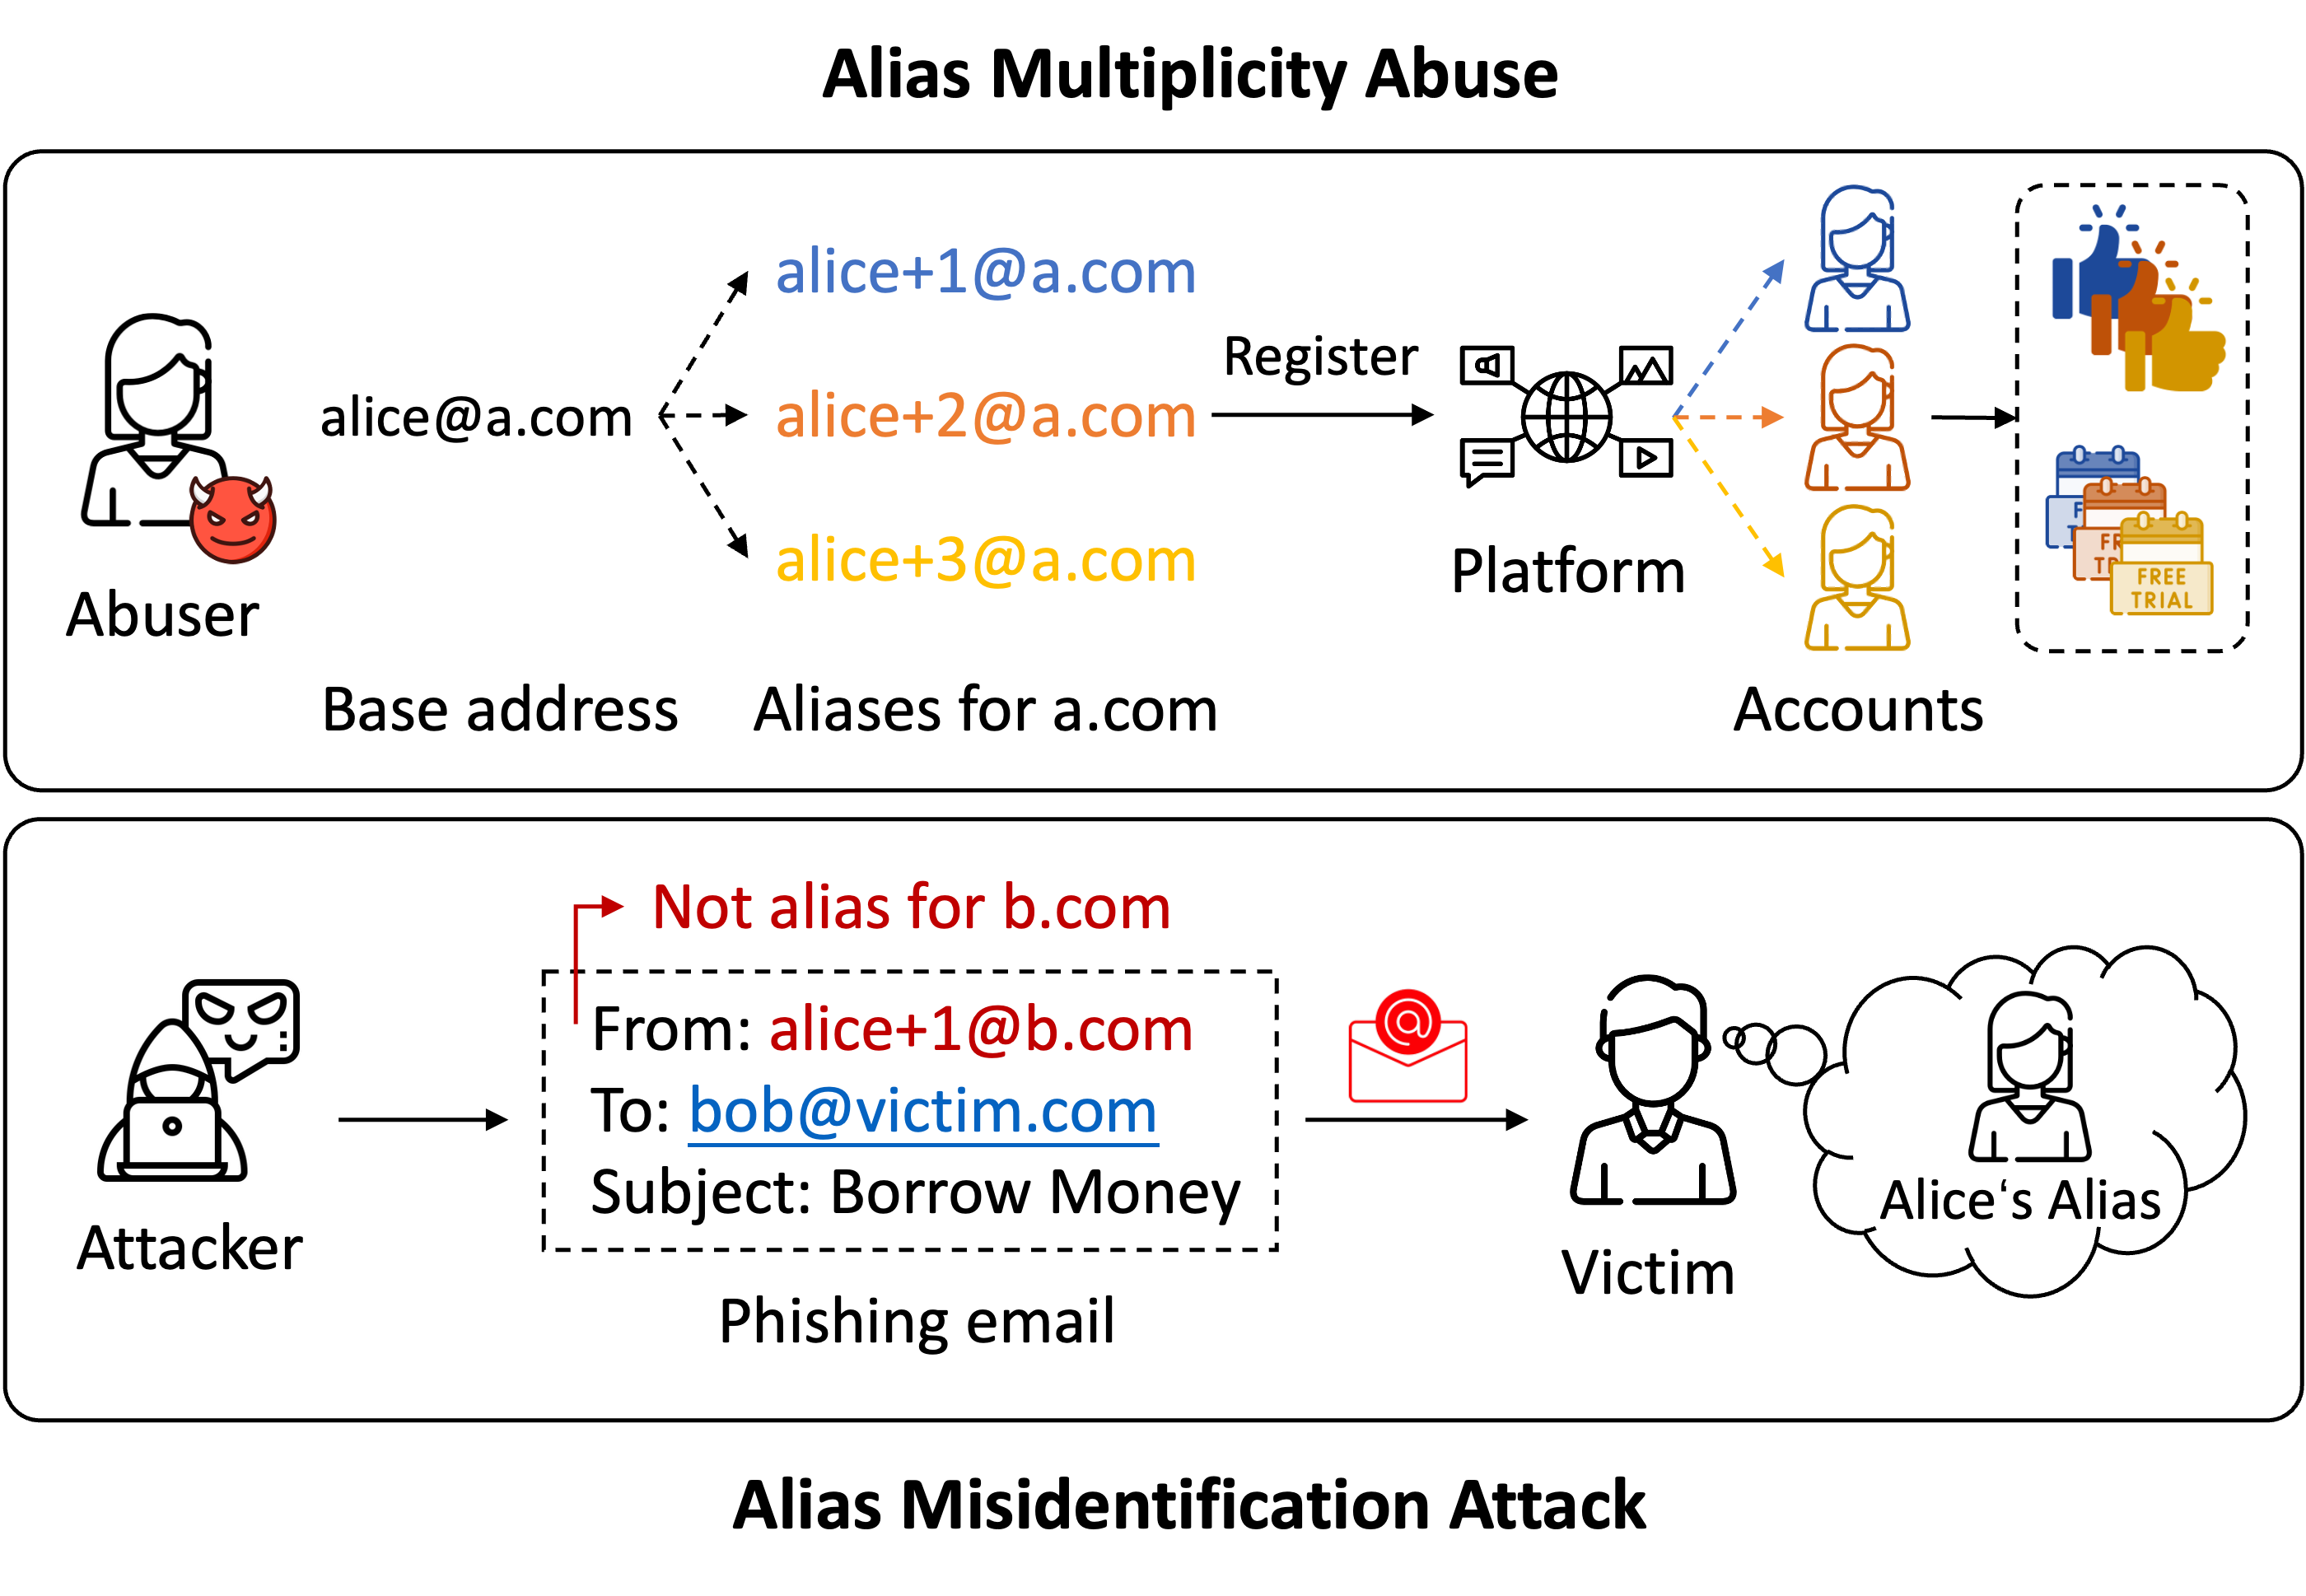 Alias Multiplicity Abuse
alice+1@a.com
Register
alice@a.com
alice+2@a.com
alice+3@a.com
Platform
F
FR
T
TR
FREE
TRIAL
Abuser
Base address
Aliases for a.com
Accounts
Not alias for b.com
From: alice+1@b.com
To: bob@victim.com
Subject: Borrow Money
@
Alice‘s Alias
Attacker
Victim
Phishing email
Alias Misidentification Attack